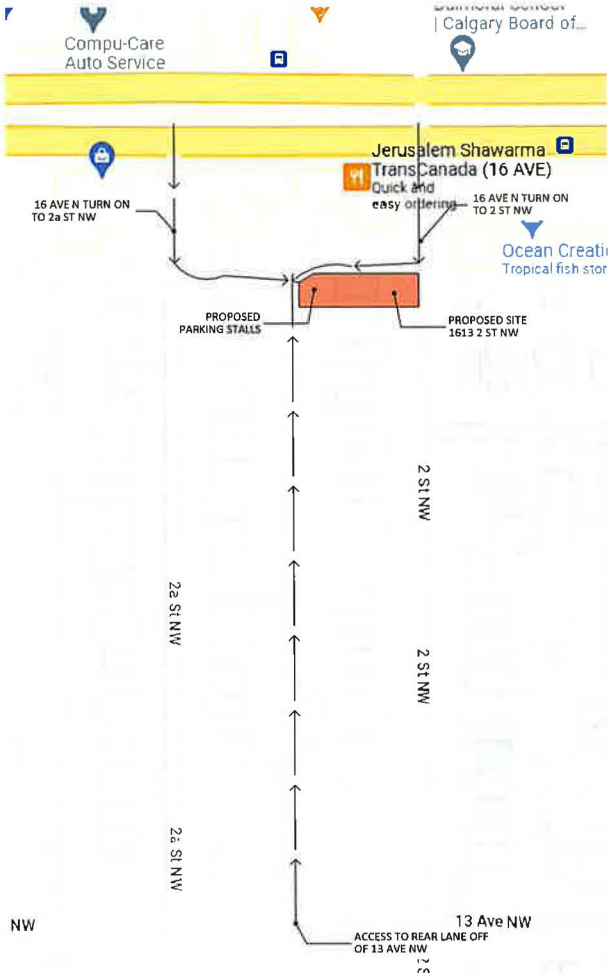 Balmoral School
| Calgary Board of...
Compu-Care
Auto Service
Jerusalem Shawarma
TransCanada (16 AVE)
Quick and
easy ordering
16 AVE N TURN ON
TO 2a ST NW
16 AVE N TURN ON
TO 2 ST NW
Ocean Creati
Tropical fish stor
PROPOSED
PARKING STALLS
PROPOSED SITE
1613 2 ST NW
2 St NW
2a St NW
2 St NW
2a St NW
NW
13 Ave NW
ACCESS TO REAR LANE OFF
OF 13 AVE NW